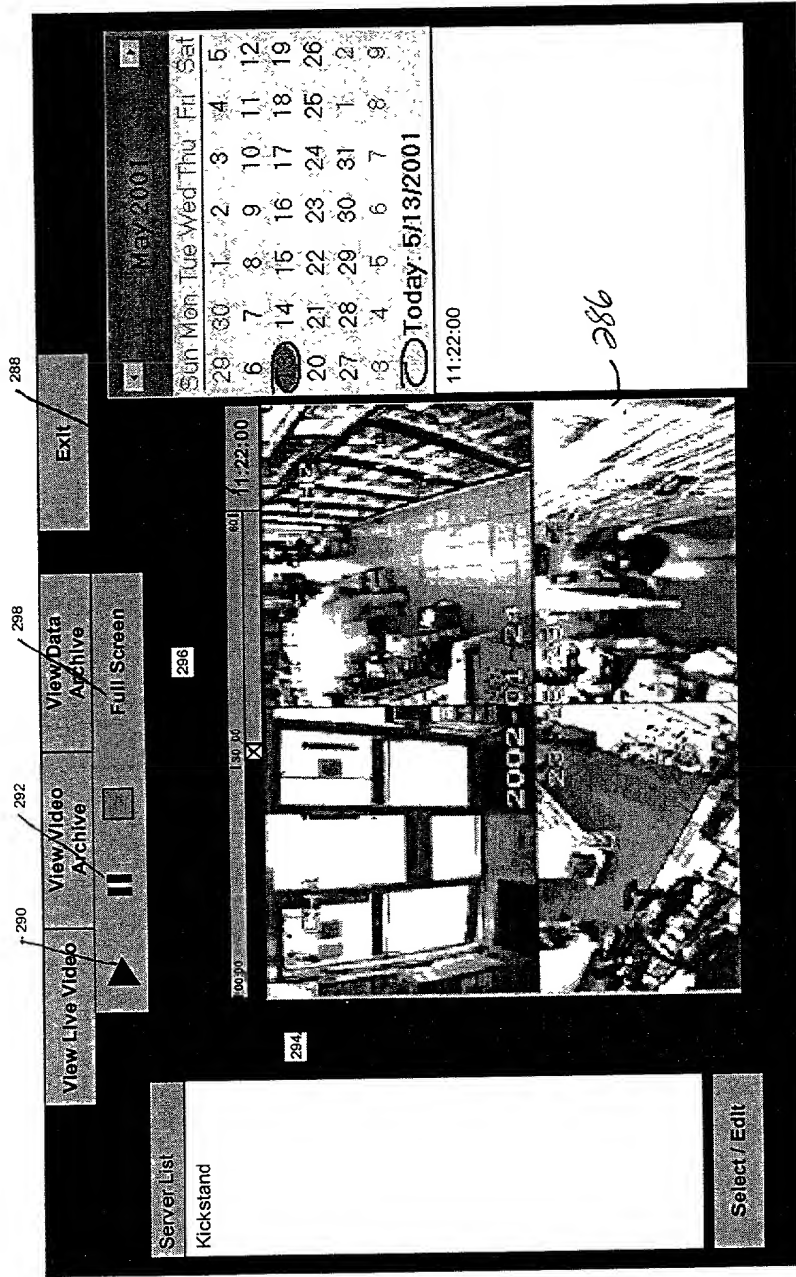 288
298
292
290
View Live Video
View Video Archive
View Data Archive
Exit
Full Screen
296
294
Server List
Kickstand
Select / Edit
00:00
30 00
60
11:22:00
2002-01-2
286
May 2001
Sun Mon Tue Wed Thu Fri Sat
29 30 1 2 3 4 5
6 7 8 9 10 11 12
14 15 16 17 18 19
20 21 22 23 24 25 26
27 28 29 30 31 1 2
3 4 5 6 7 8 9
Today: 5/13/2001
11:22:00